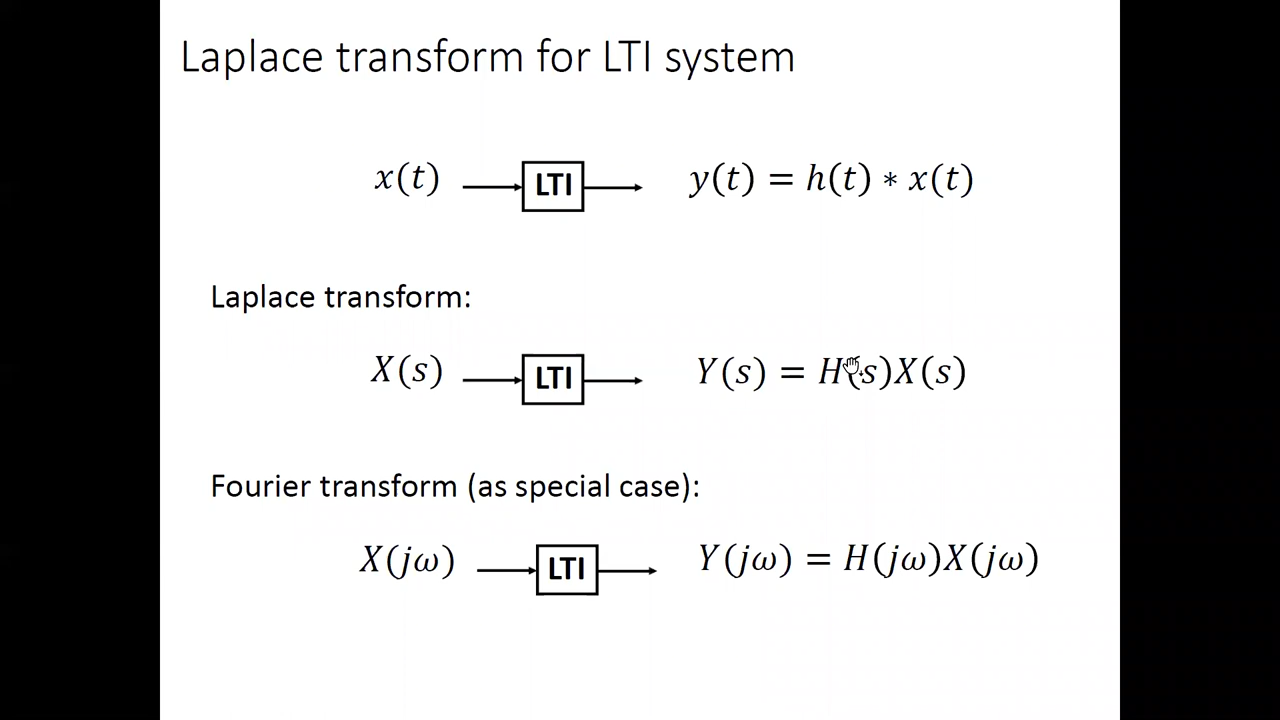 Laplace transform for LTI system
x(t) LTI y(t) = h(t) ∗ x(t)
Laplace transform:
X(s) LTI Y(s) = H(s)X(s)
Fourier transform (as special case):
X(jω) LTI Y(jω) = H(jω)X(jω)